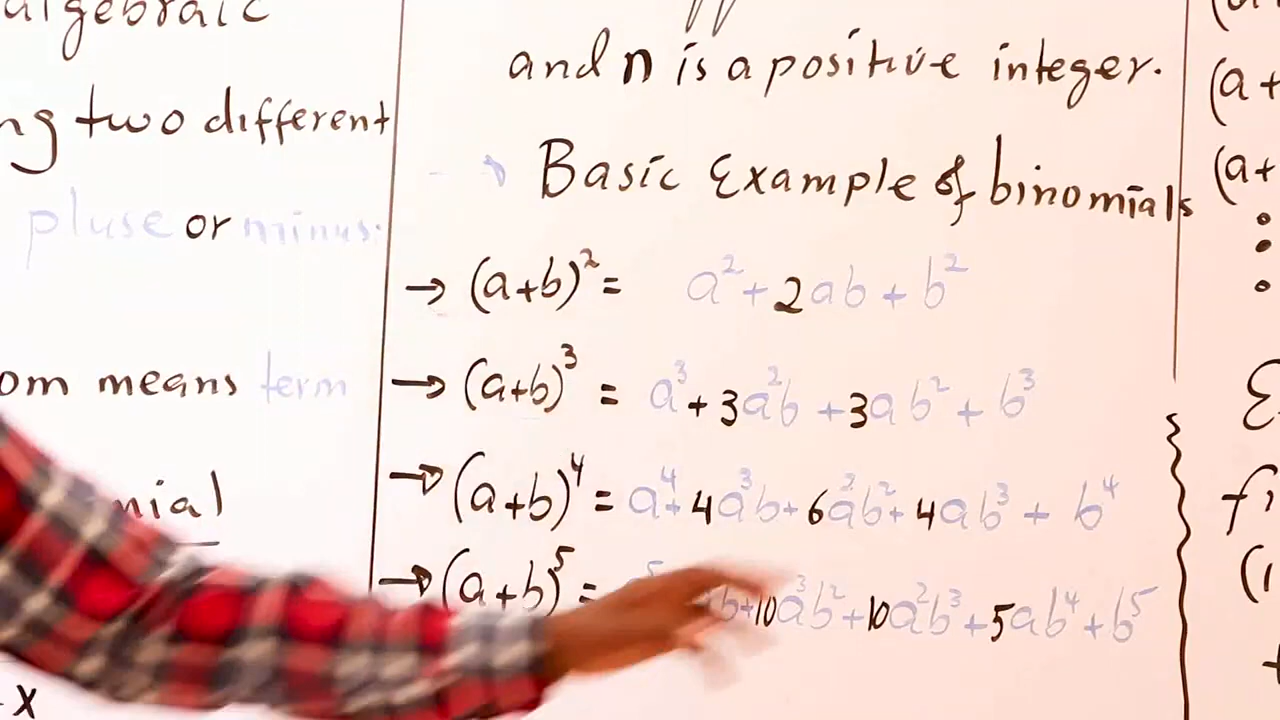 algebraic
ng two different
pluse or minus.
om means term
nial
x
and n is a positive integer.
Basic Example of binomials
→ (a+b)² = a² + 2ab + b²
→ (a+b)³ = a³ + 3a²b + 3ab² + b³
→ (a+b)⁴ = a⁴ + 4a³b + 6a²b² + 4ab³ + b⁴
→ (a+b)⁵ = b+10a³b² + 10a²b³ + 5ab⁴ + b⁵
(a+
(a+